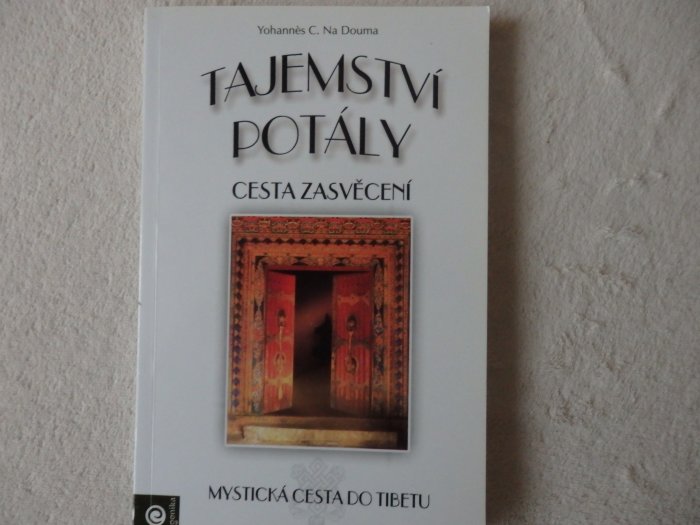 Yohannès C. Na Douma
TAJEMSTVÍ
POTÁLY
CESTA ZASVĚCENÍ
MYSTICKÁ CESTA DO TIBETU